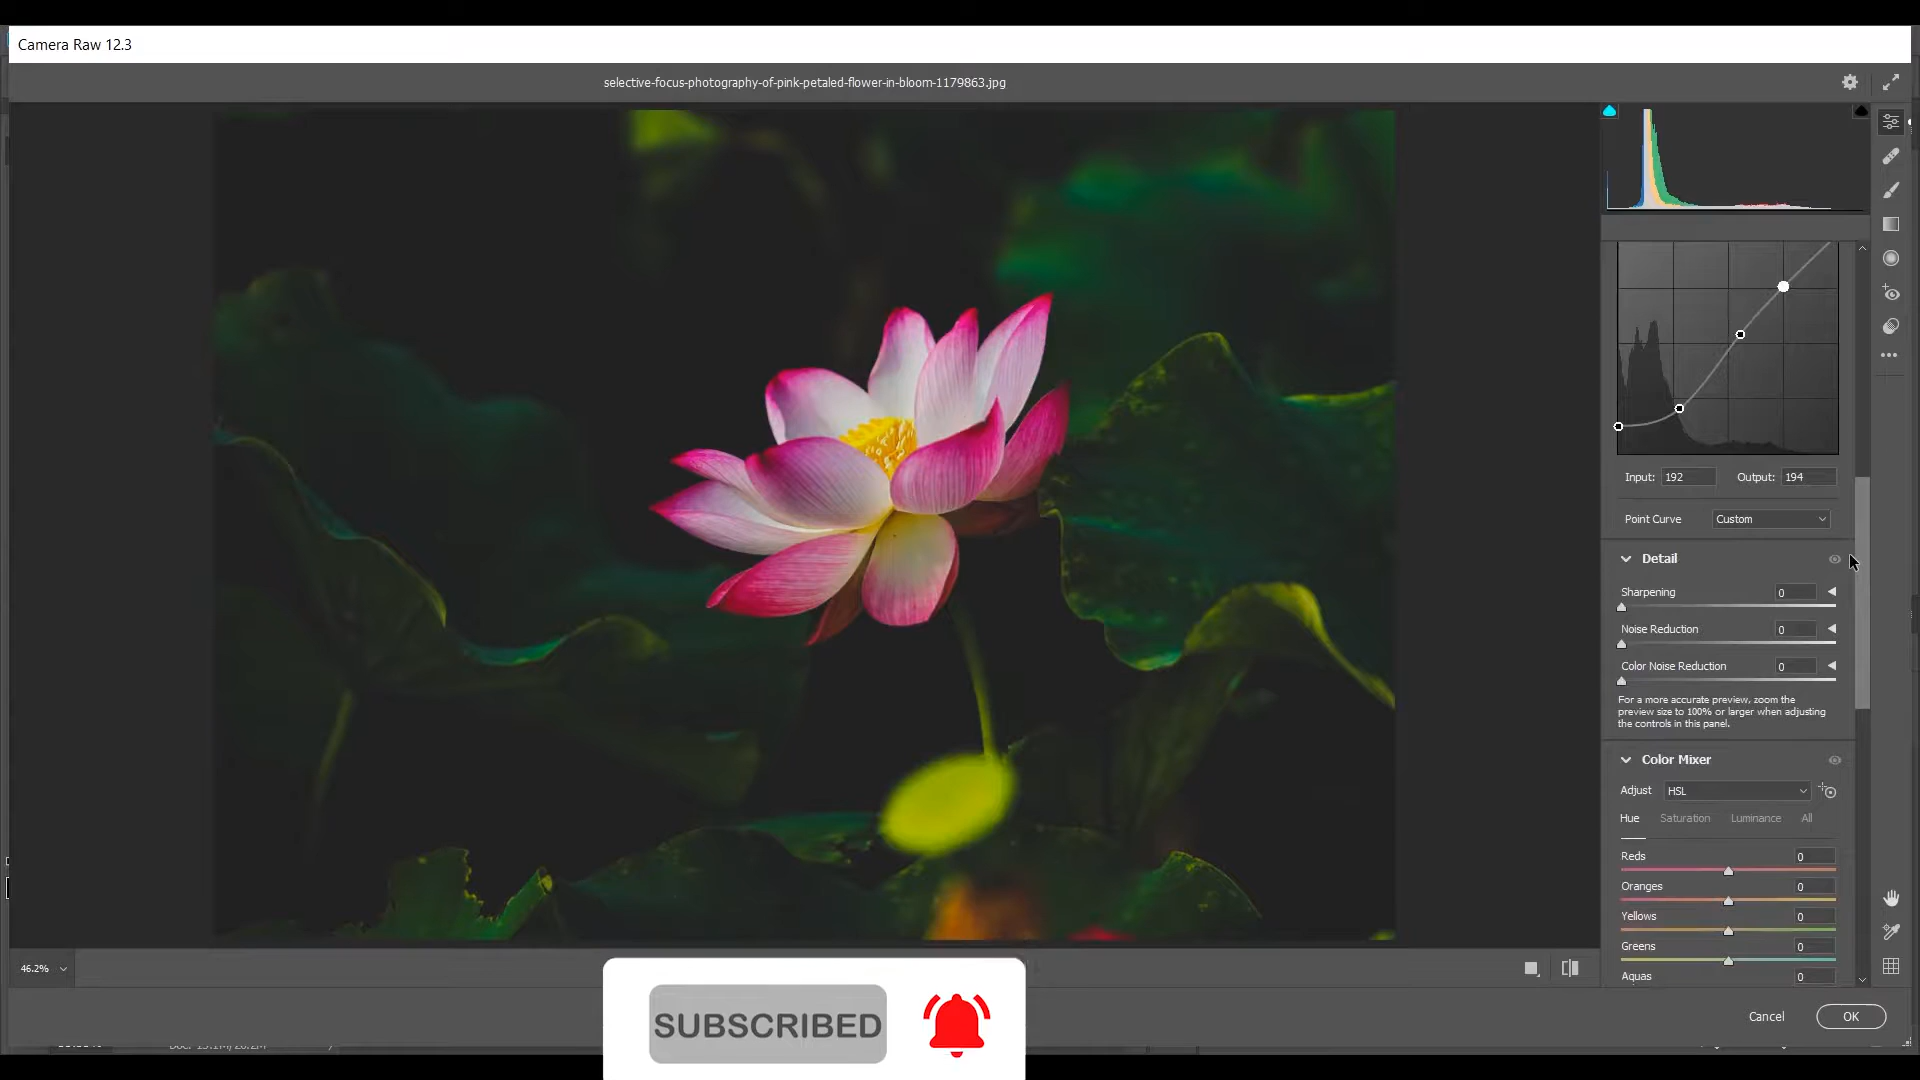 Camera Raw 12.3
selective-focus-photography-of-pink-petaled-flower-in-bloom-1179863.jpg
Input: 192 Output: 194
Point Curve Custom
Detail
Sharpening 0
Noise Reduction 0
Color Noise Reduction 0
For a more accurate preview, zoom the
preview size to 100% or larger when adjusting
the controls in this panel.
Color Mixer
Adjust HSL
Hue Saturation Luminance All
Reds 0
Oranges 0
Yellows 0
Greens 0
Aquas 0
46.2%
Cancel OK
SUBSCRIBED